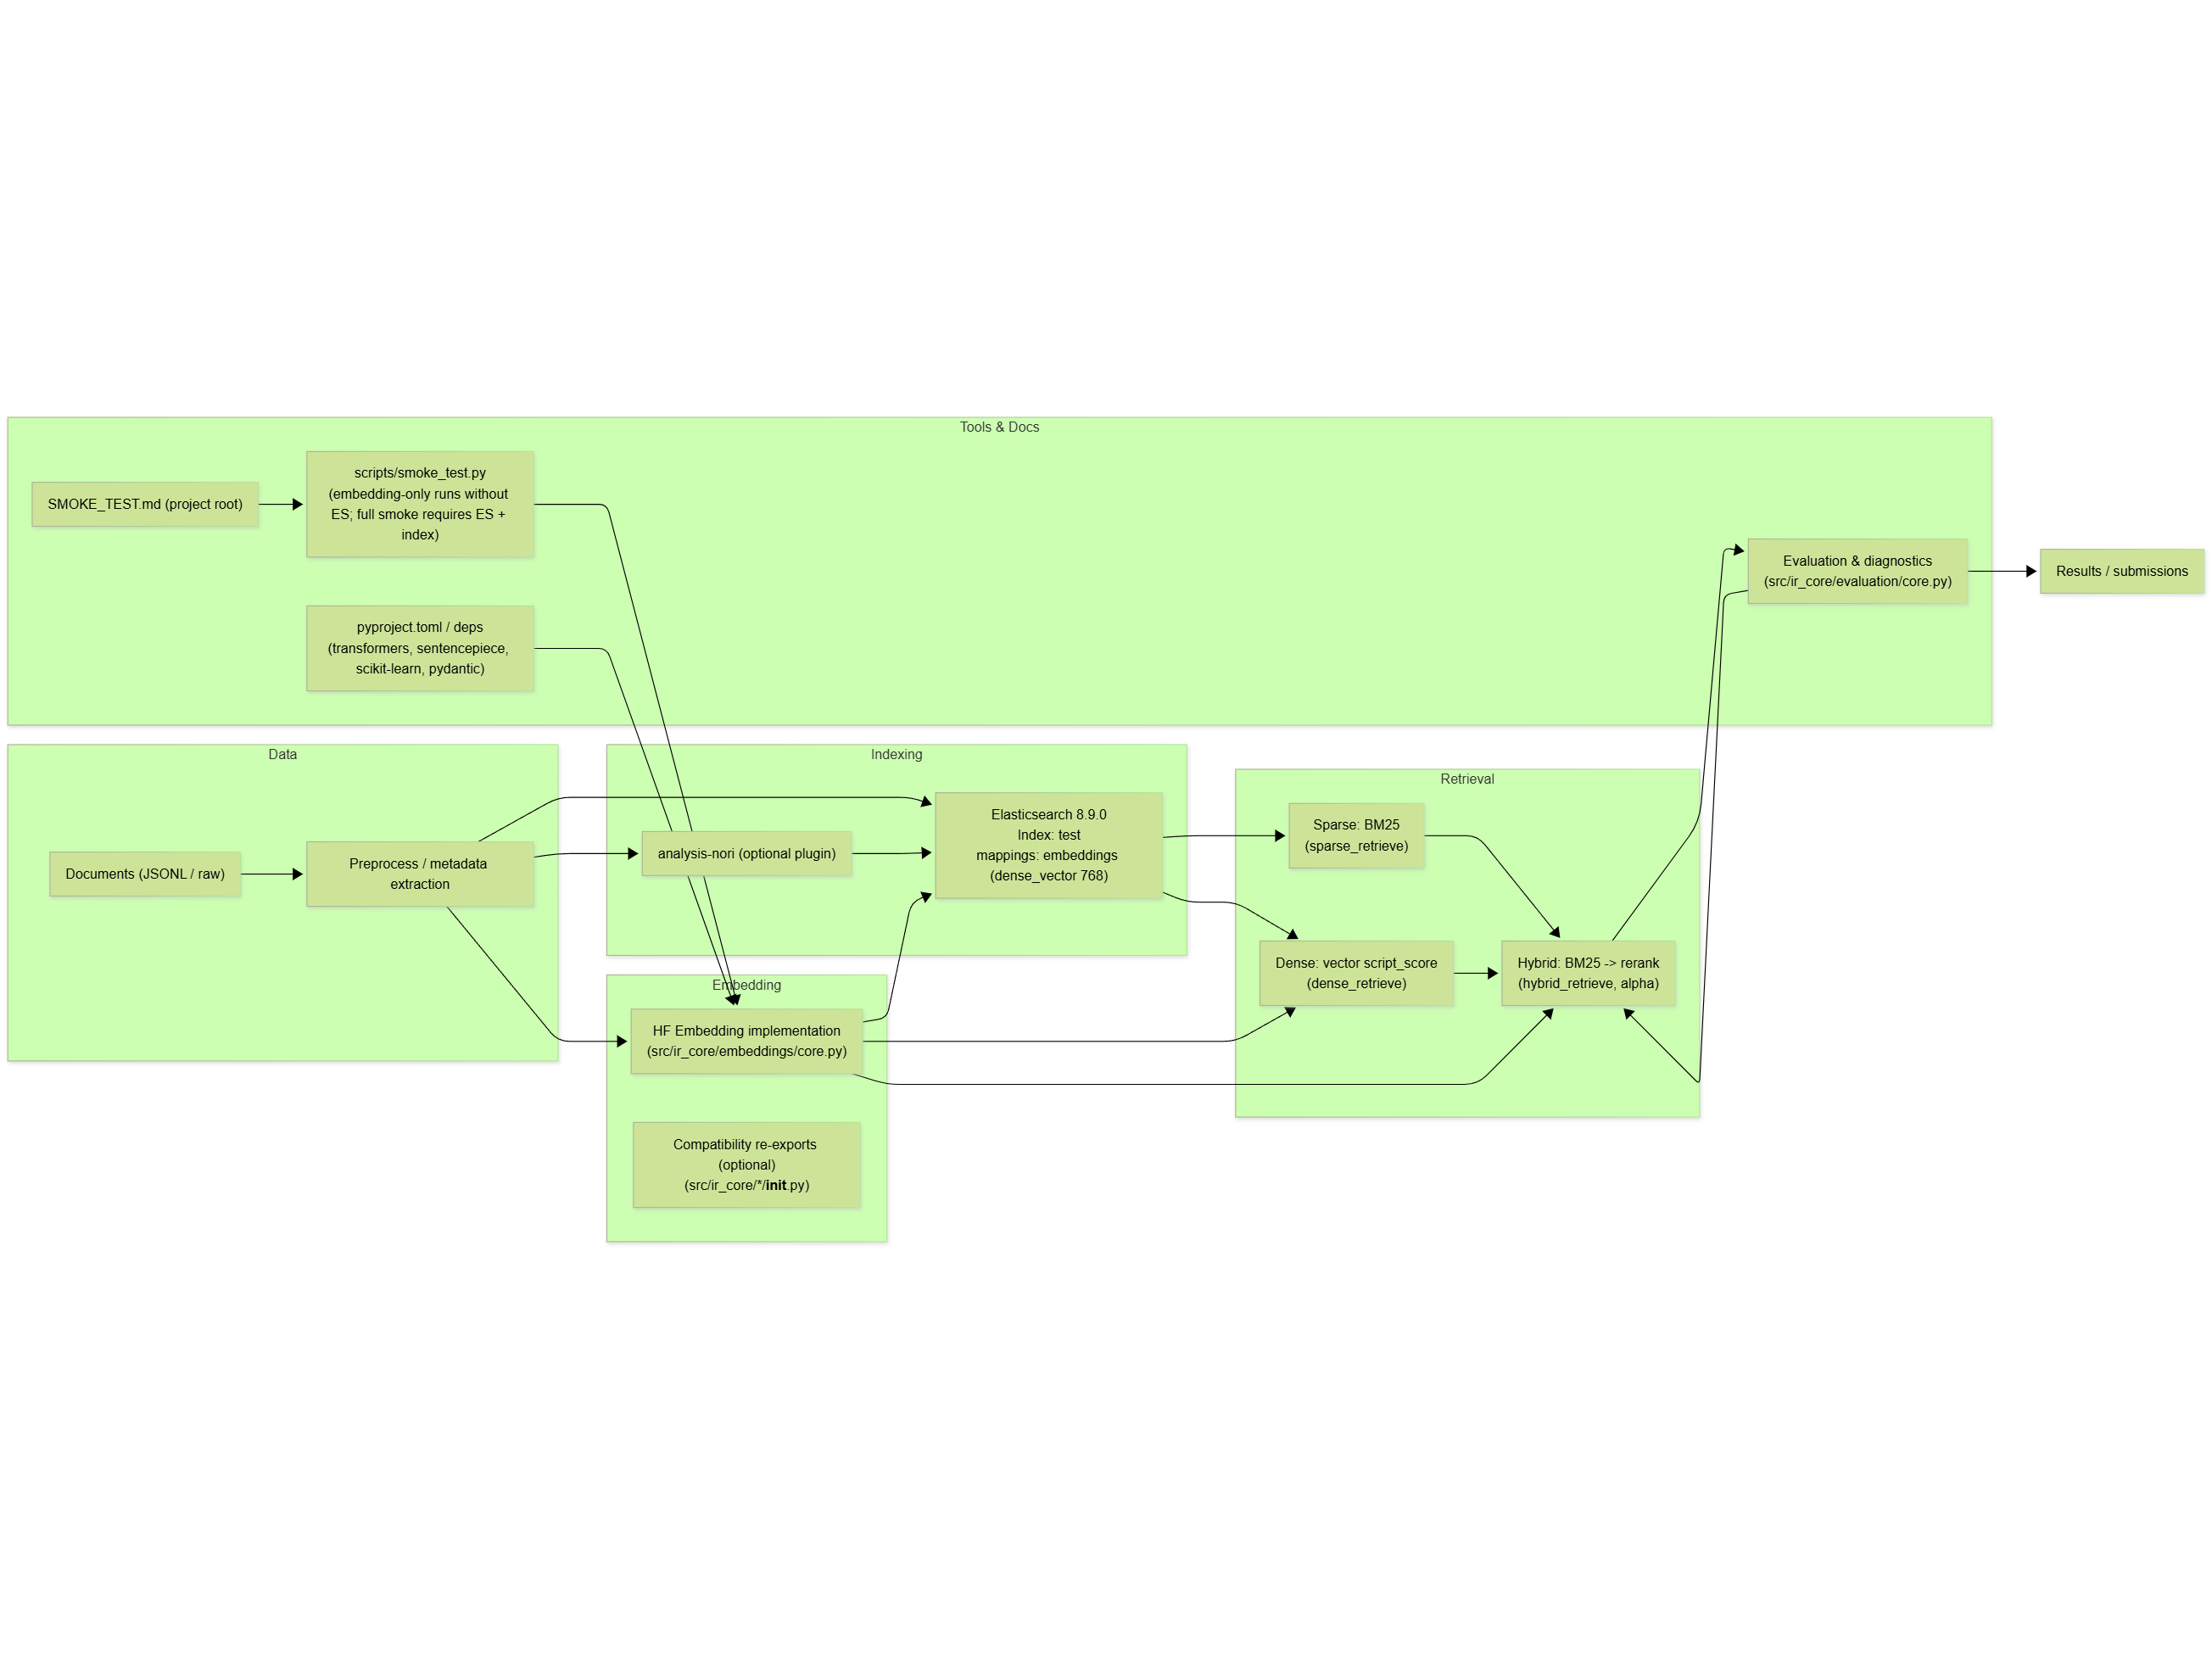 Tools & Docs
SMOKE_TEST.md (project root)
scripts/smoke_test.py
(embedding-only runs without
ES; full smoke requires ES +
index)
pyproject.toml / deps
(transformers, sentencepiece,
scikit-learn, pydantic)
Evaluation & diagnostics
(src/ir_core/evaluation/core.py)
Results / submissions
Data
Documents (JSONL / raw)
Preprocess / metadata
extraction
Indexing
analysis-nori (optional plugin)
Elasticsearch 8.9.0
Index: test
mappings: embeddings
(dense_vector 768)
Embedding
HF Embedding implementation
(src/ir_core/embeddings/core.py)
Compatibility re-exports
(optional)
(src/ir_core/*/init.py)
Retrieval
Sparse: BM25
(sparse_retrieve)
Dense: vector script_score
(dense_retrieve)
Hybrid: BM25 -> rerank
(hybrid_retrieve, alpha)